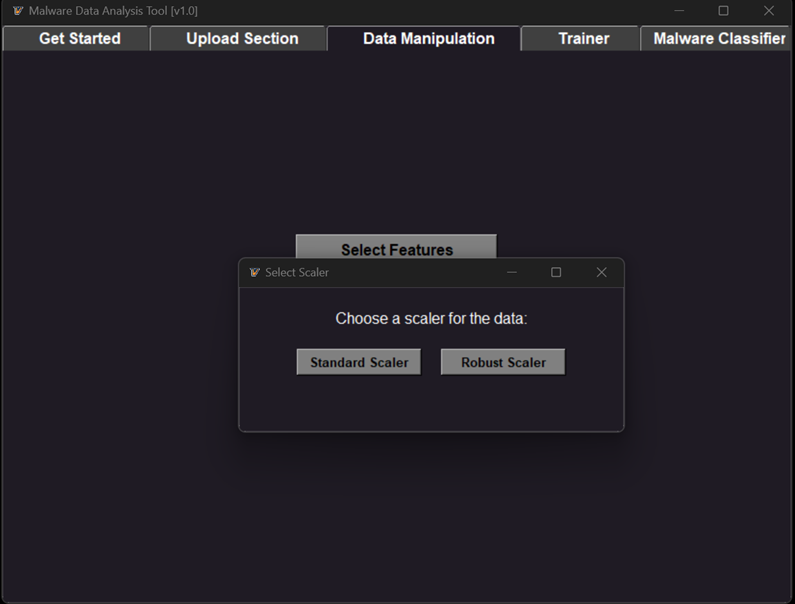 Malware Data Analysis Tool [v1.0]
Get Started Upload Section Data Manipulation Trainer Malware Classifier
Select Features
Select Scaler
Choose a scaler for the data:
Standard Scaler Robust Scaler